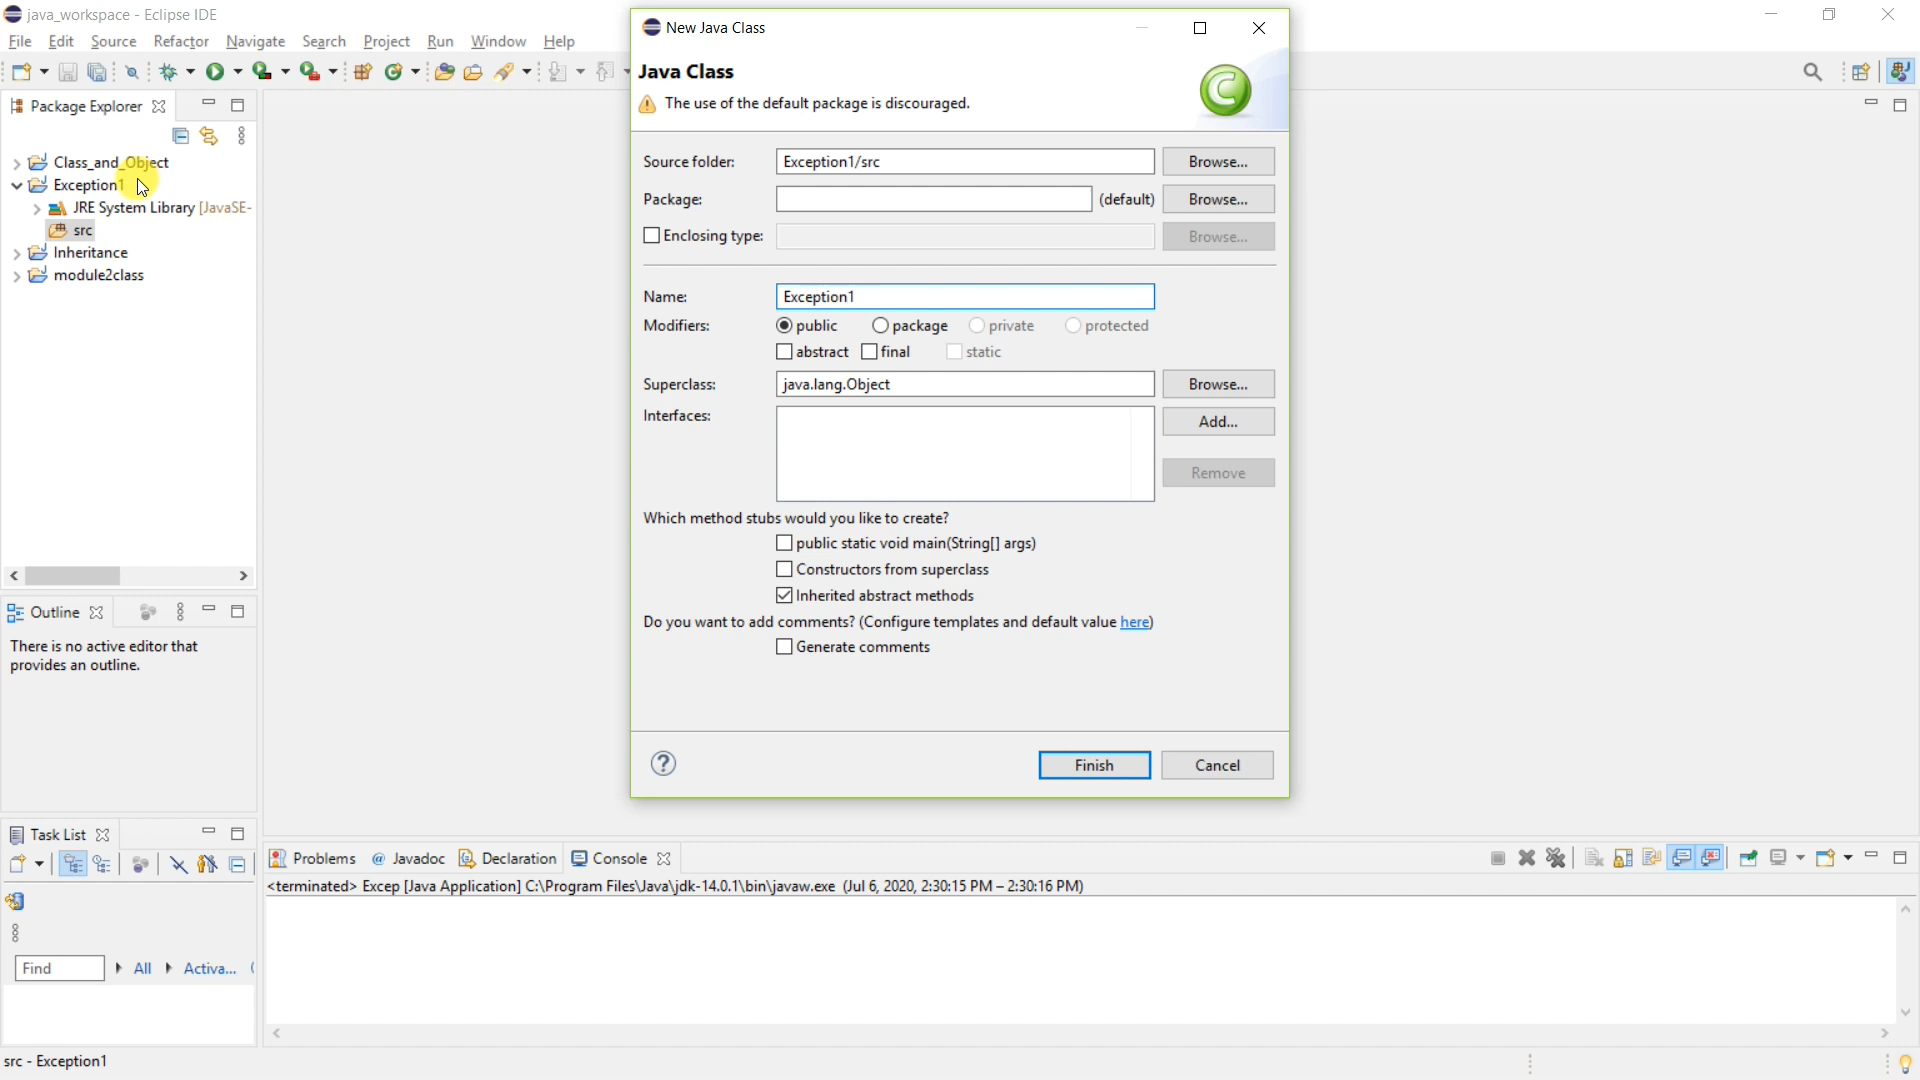 java_workspace - Eclipse IDE
File Edit Source Refactor Navigate Search Project Run Window Help
Package Explorer
Class_and_Object
Exception1
JRE System Library [JavaSE-
src
Inheritance
module2class
Outline
There is no active editor that
provides an outline.
Task List
Find All Activa...
src - Exception1
New Java Class
Java Class
The use of the default package is discouraged.
Source folder: Exception1/src Browse...
Package: (default) Browse...
Enclosing type: Browse...
Name: Exception1
Modifiers: public package private protected
abstract final static
Superclass: java.lang.Object Browse...
Interfaces: Add...
Remove
Which method stubs would you like to create?
public static void main(String[] args)
Constructors from superclass
Inherited abstract methods
Do you want to add comments? (Configure templates and default value here)
Generate comments
Finish Cancel
Problems @ Javadoc Declaration Console
<terminated> Excep [Java Application] C:\Program Files\Java\jdk-14.0.1\bin\javaw.exe (Jul 6, 2020, 2:30:15 PM – 2:30:16 PM)